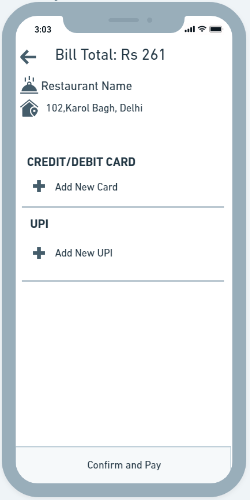 3:03
Bill Total: Rs 261
Restaurant Name
102,Karol Bagh, Delhi
CREDIT/DEBIT CARD
Add New Card
UPI
Add New UPI
Confirm and Pay